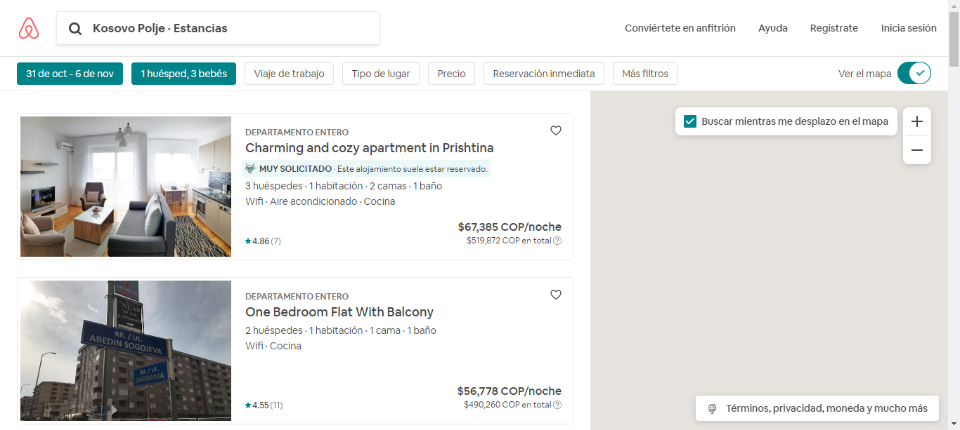 Kosovo Polje · Estancias
Conviértete en anfitrión
Ayuda
Regístrate
Inicia sesión
31 de oct - 6 de nov
1 huésped, 3 bebés
Viaje de trabajo
Tipo de lugar
Precio
Reservación inmediata
Más filtros
Ver el mapa
DEPARTAMENTO ENTERO
Charming and cozy apartment in Prishtina
MUY SOLICITADO · Este alojamiento suele estar reservado.
3 huéspedes · 1 habitación · 2 camas · 1 baño
Wifi · Aire acondicionado · Cocina
$67,385 COP/noche
4.86 (7)
$519,872 COP en total
Buscar mientras me desplazo en el mapa
DEPARTAMENTO ENTERO
One Bedroom Flat With Balcony
2 huéspedes · 1 habitación · 1 cama · 1 baño
Wifi · Cocina
$56,778 COP/noche
4.55 (11)
$490,260 COP en total
RR. / UL.
ABEDIN SOGOJEVA
RR. / UL.
DARDANIA
Términos, privacidad, moneda y mucho más